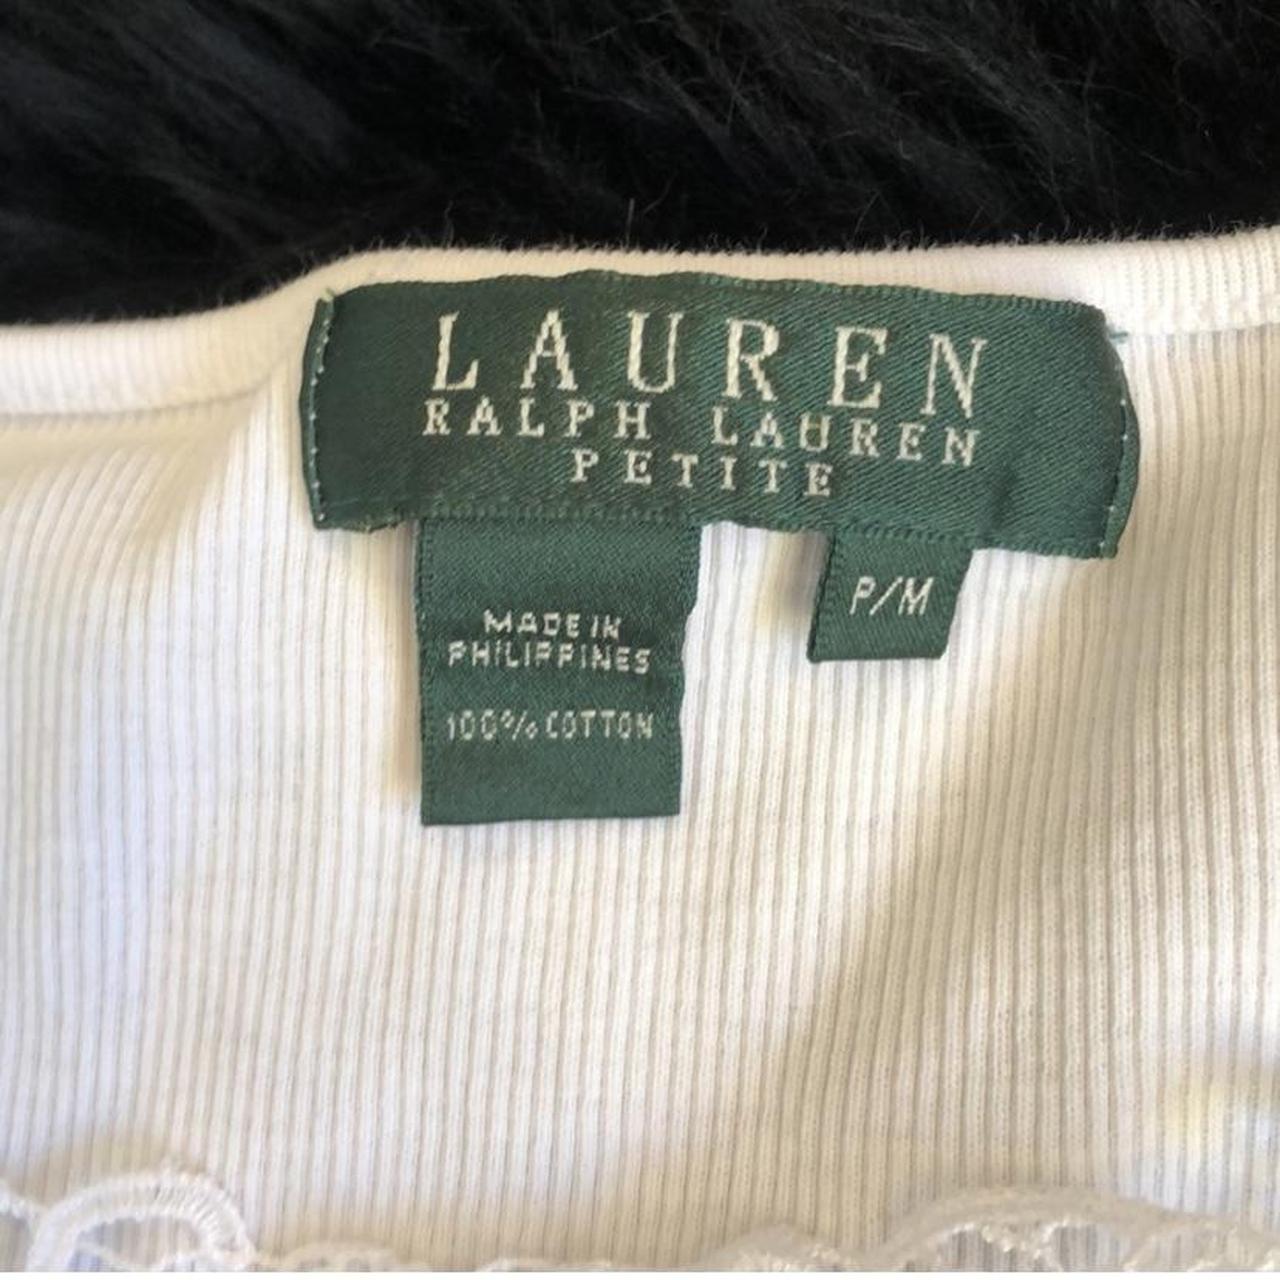 LAUREN
RALPH LAUREN
PETITE
P/M
MADE IN
PHILIPPINES
100% COTTON